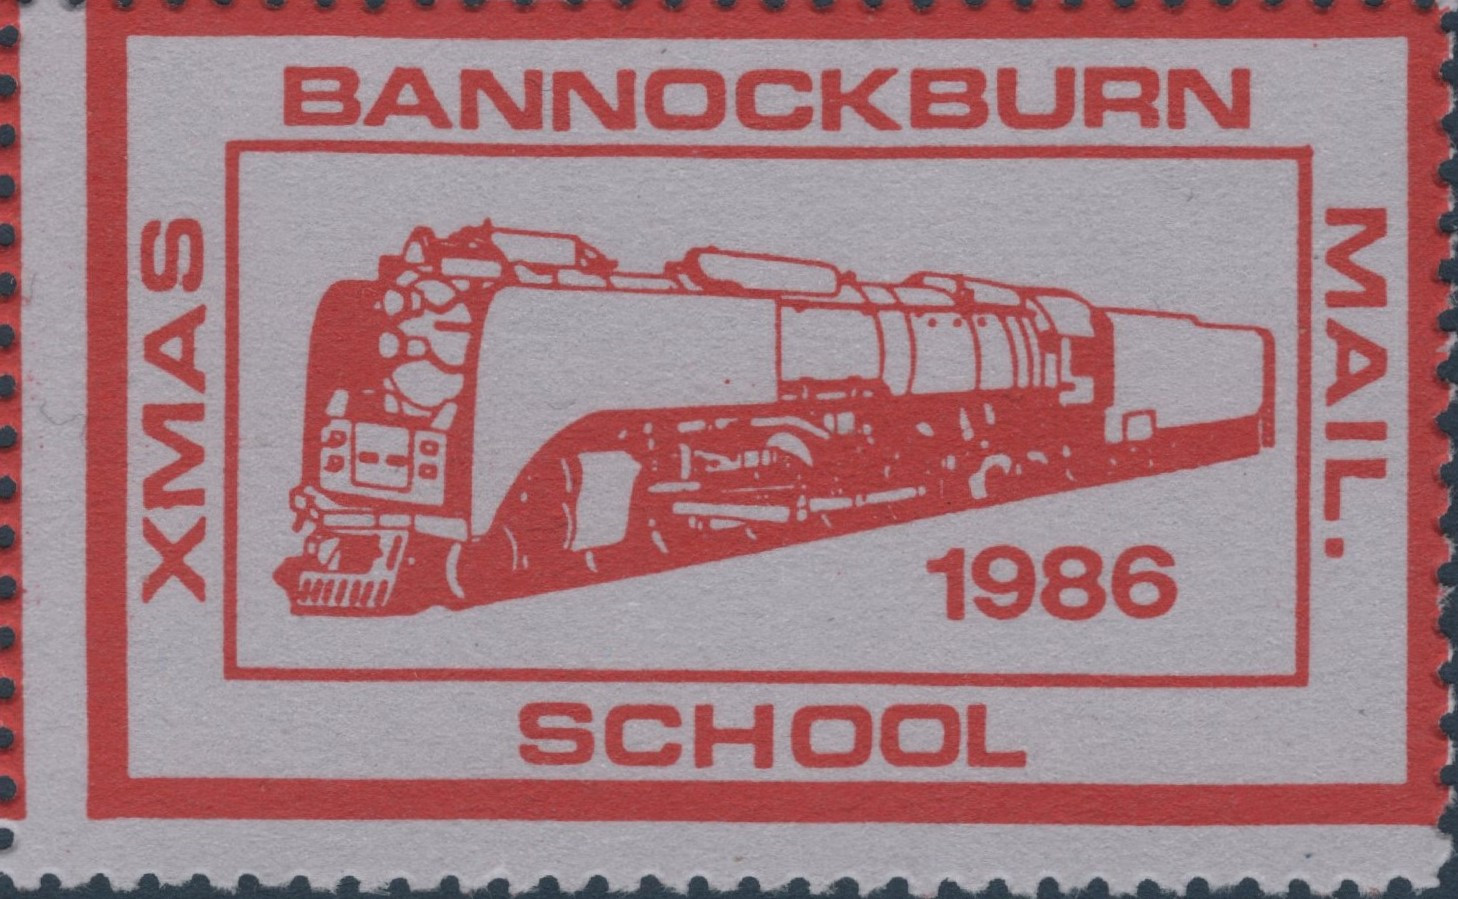 BANNOCKBURN
XMAS
MAIL.
1986
SCHOOL